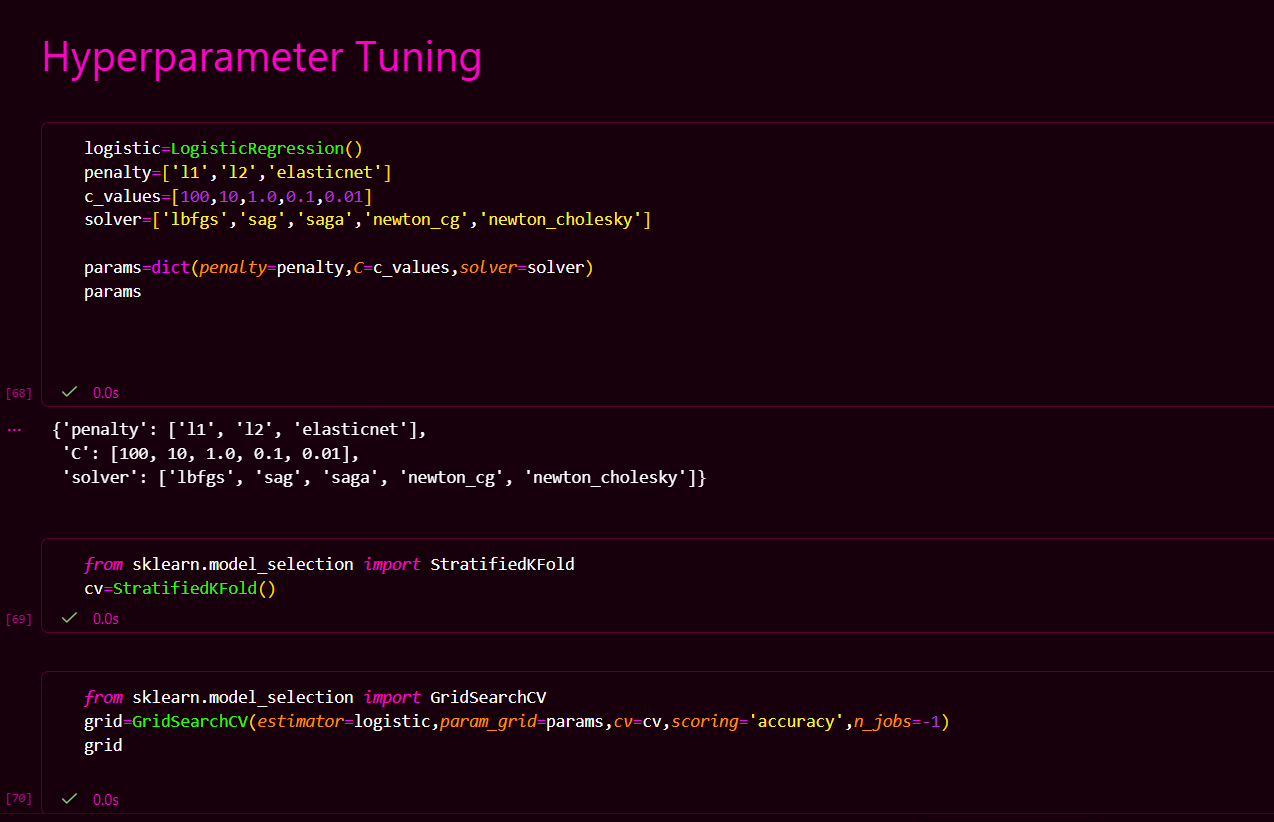 Hyperparameter Tuning
logistic=LogisticRegression()
penalty=['l1','l2','elasticnet']
c_values=[100,10,1.0,0.1,0.01]
solver=['lbfgs','sag','saga','newton_cg','newton_cholesky']
params=dict(penalty=penalty,C=c_values,solver=solver)
params
[68]
0.0s
...
{'penalty': ['l1', 'l2', 'elasticnet'],
'C': [100, 10, 1.0, 0.1, 0.01],
'solver': ['lbfgs', 'sag', 'saga', 'newton_cg', 'newton_cholesky']}
from sklearn.model_selection import StratifiedKFold
cv=StratifiedKFold()
[69]
0.0s
from sklearn.model_selection import GridSearchCV
grid=GridSearchCV(estimator=logistic,param_grid=params,cv=cv,scoring='accuracy',n_jobs=-1)
grid
[70]
0.0s